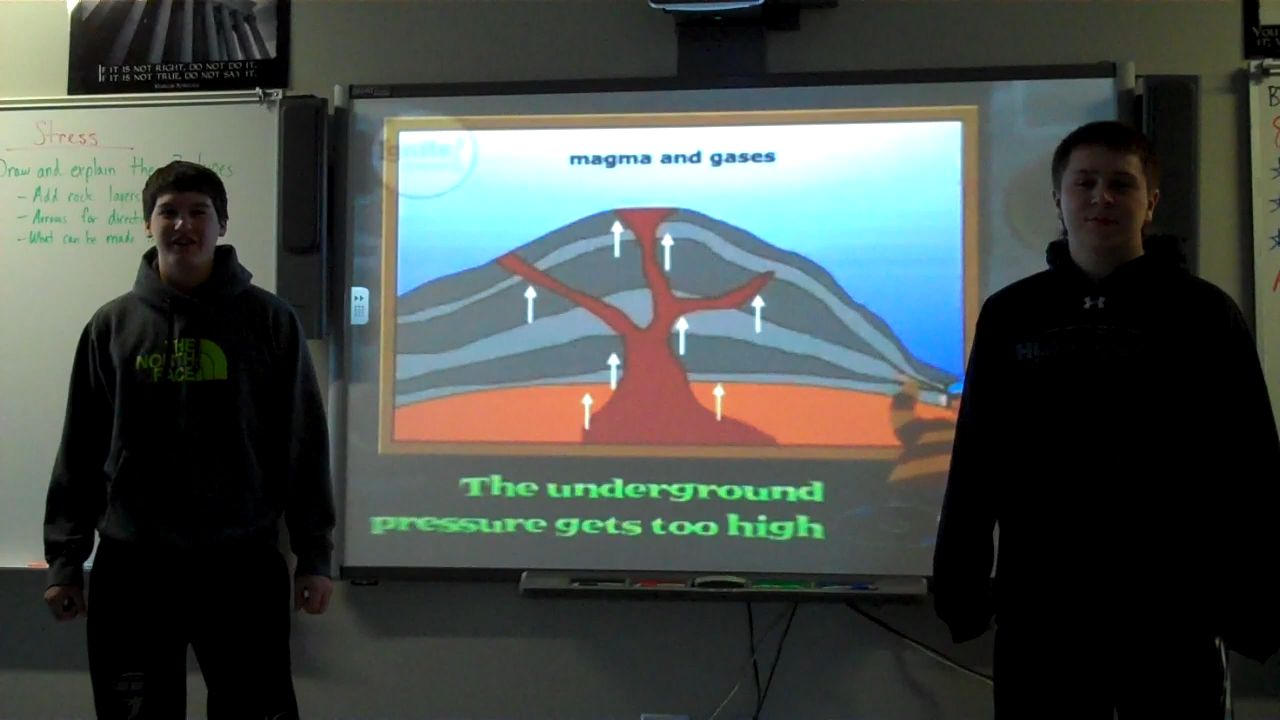 IF IT IS NOT RIGHT, DO NOT DO IT.
IF IT IS NOT TRUE, DO NOT SAY IT.
Stress
Draw and explain the
- Add rock layers
- Arrows for
- What can be made
magma and gases
The underground
pressure gets too high
THE
NORTH
FACE